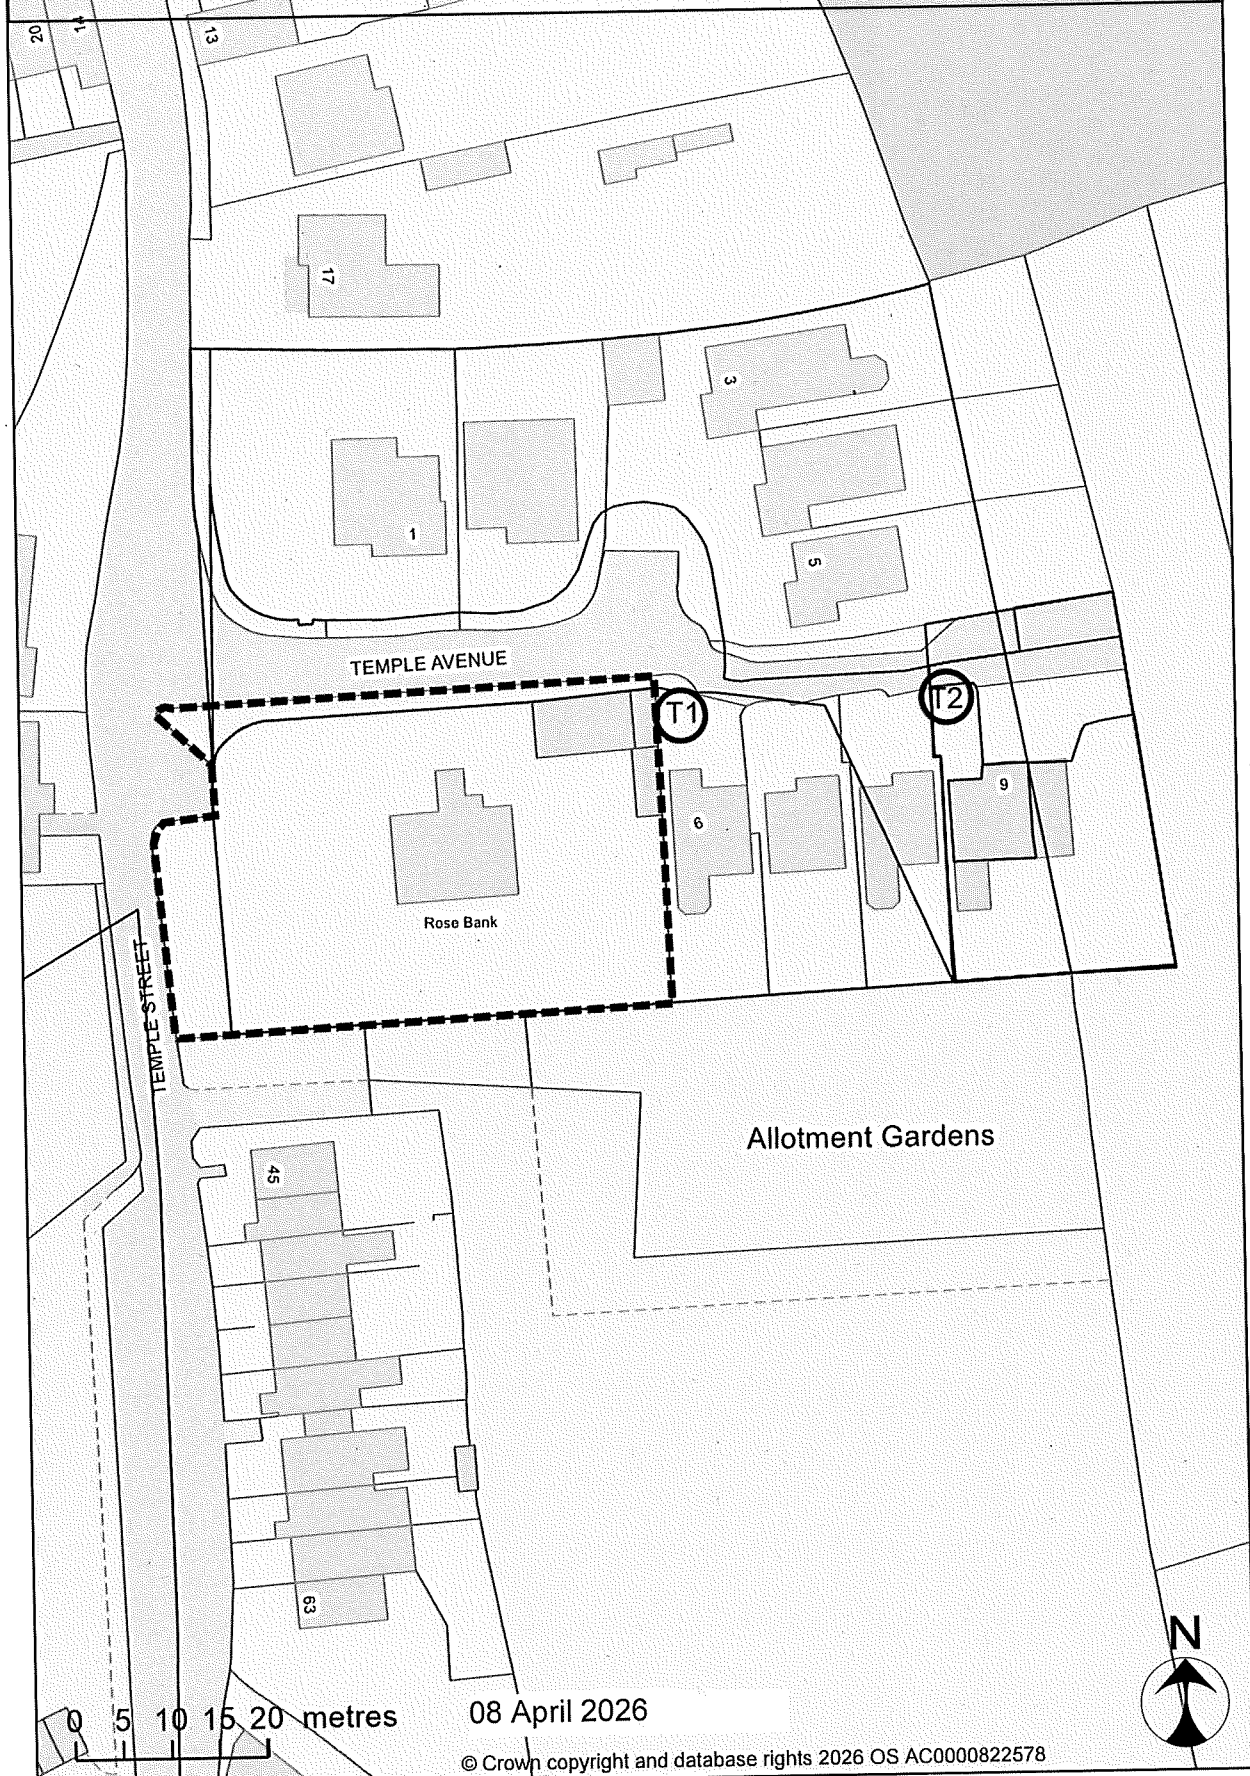 20
14
13
17
3
1
5
TEMPLE AVENUE
T1
T2
9
6
Rose Bank
TEMPLE STREET
Allotment Gardens
45
63
N
0 5 10 15 20 metres
08 April 2026
© Crown copyright and database rights 2026 OS AC0000822578